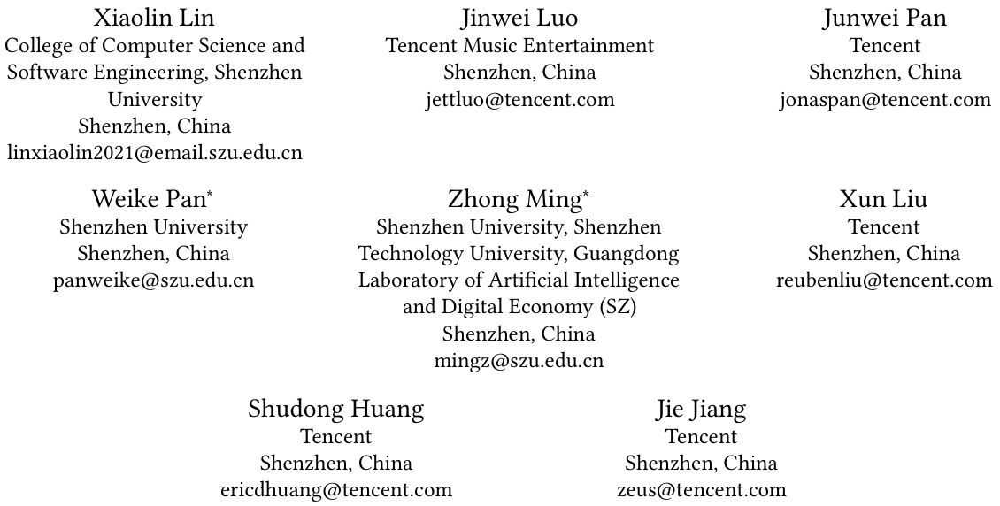 Xiaolin Lin
College of Computer Science and
Software Engineering, Shenzhen
University
Shenzhen, China
linxiaolin2021@email.szu.edu.cn
Jinwei Luo
Tencent Music Entertainment
Shenzhen, China
jettluo@tencent.com
Junwei Pan
Tencent
Shenzhen, China
jonaspan@tencent.com
Weike Pan*
Shenzhen University
Shenzhen, China
panweike@szu.edu.cn
Zhong Ming*
Shenzhen University, Shenzhen
Technology University, Guangdong
Laboratory of Artificial Intelligence
and Digital Economy (SZ)
Shenzhen, China
mingz@szu.edu.cn
Xun Liu
Tencent
Shenzhen, China
reubenliu@tencent.com
Shudong Huang
Tencent
Shenzhen, China
ericdhuang@tencent.com
Jie Jiang
Tencent
Shenzhen, China
zeus@tencent.com